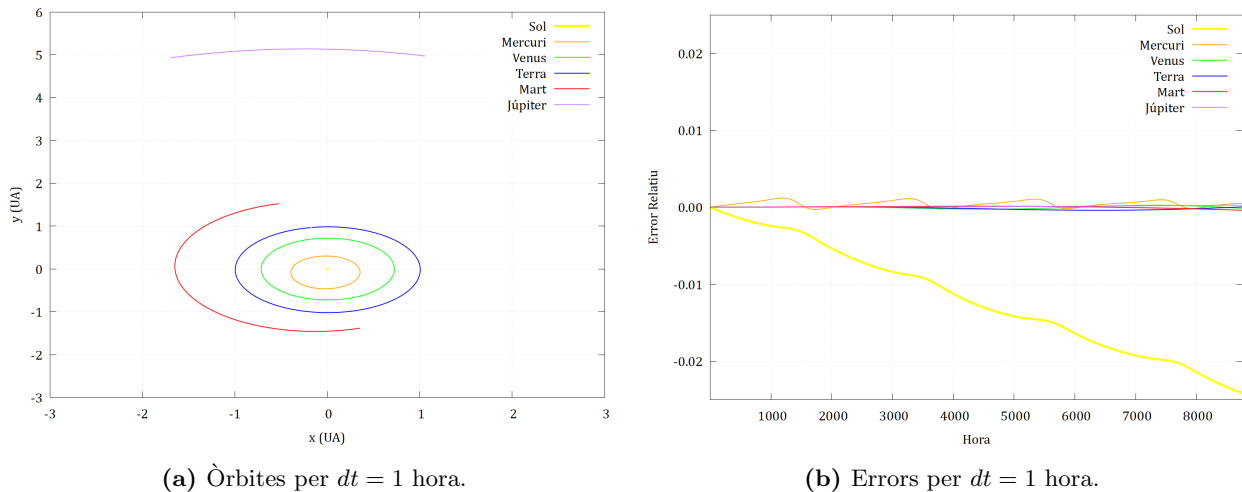 6
5
4
3
2
1
0
-1
-2
-3
-3
-2
-1
0
1
2
3
y (UA)
x (UA)
Sol
Mercuri
Venus
Terra
Mart
Júpiter
(a) Òrbites per dt = 1 hora.
0.02
0.01
0.00
-0.01
-0.02
1000
2000
3000
4000
5000
6000
7000
8000
Error Relatiu
Hora
Sol
Mercuri
Venus
Terra
Mart
Júpiter
(b) Errors per dt = 1 hora.